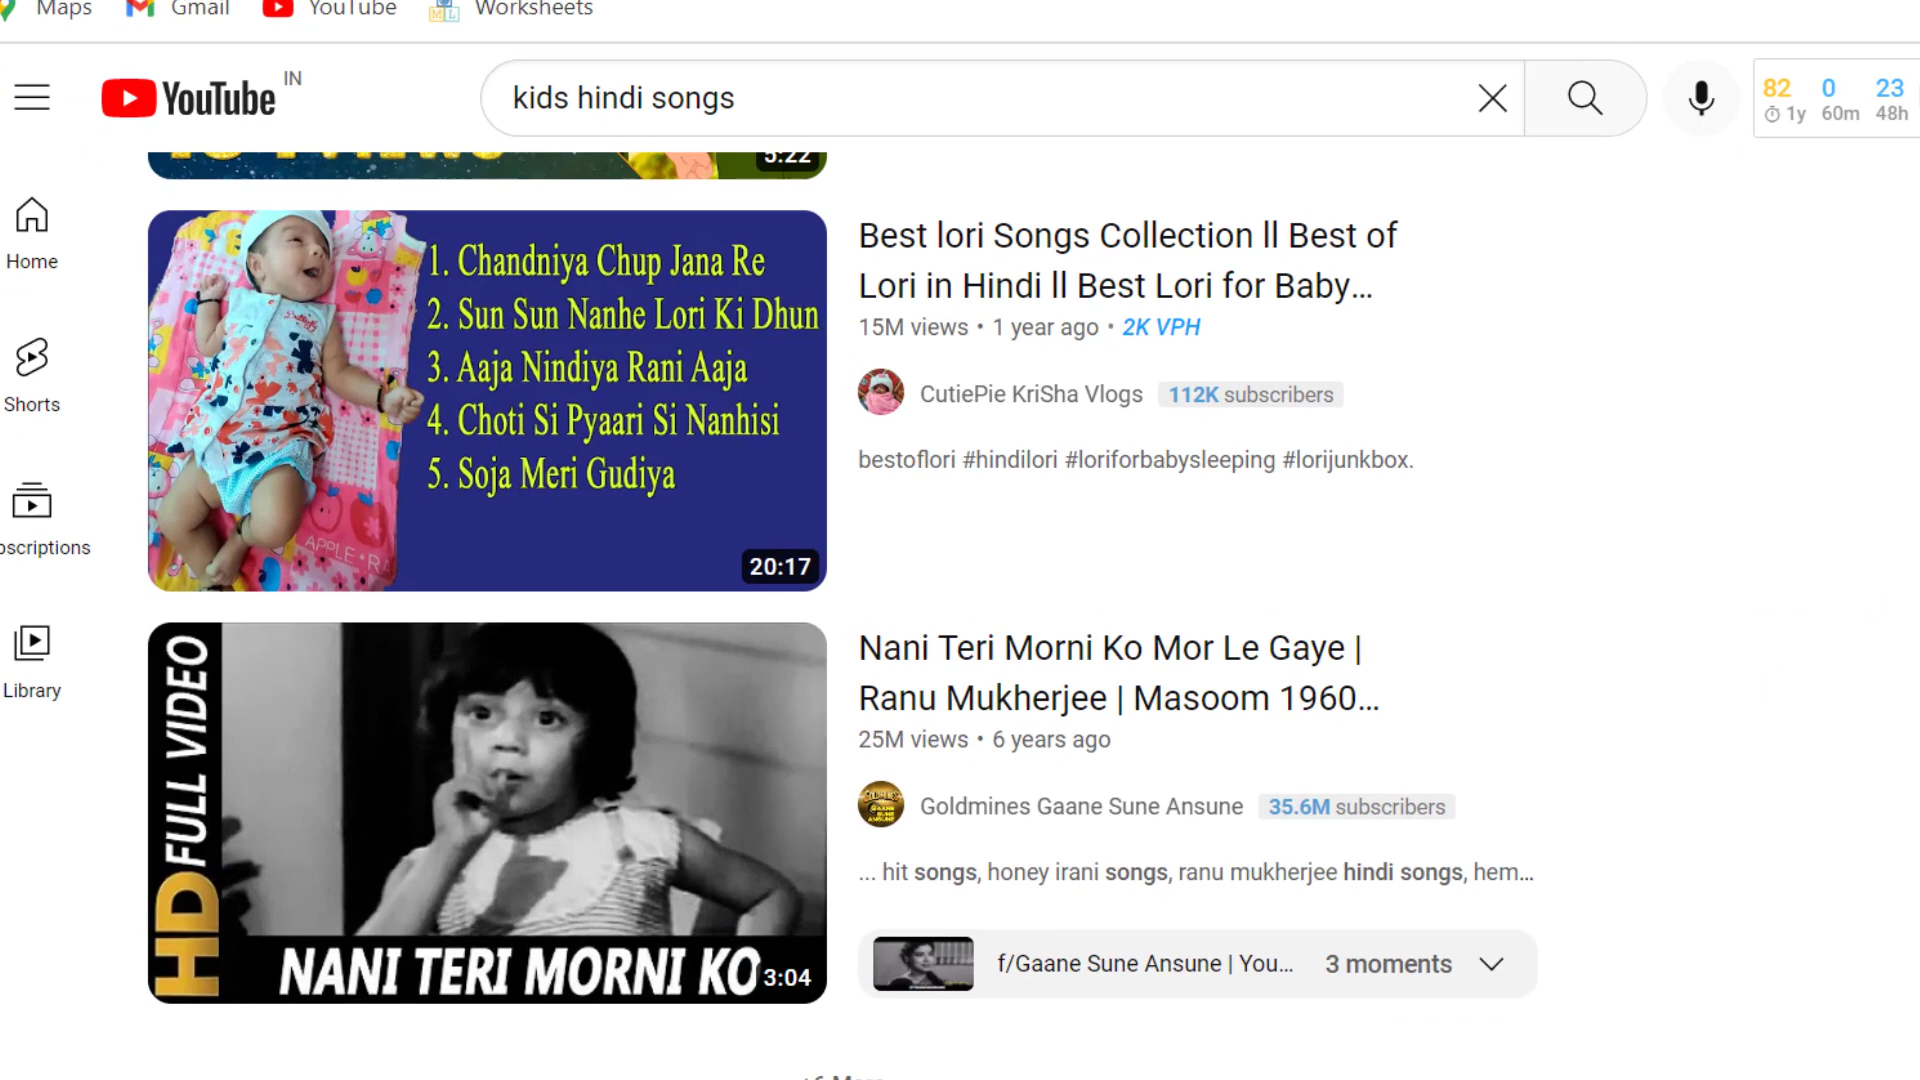 Maps Gmail YouTube Worksheets
YouTube IN
kids hindi songs
82 0 23
1y 60m 48h
5:22
Home
Shorts
Library
1. Chandniya Chup Jana Re
2. Sun Sun Nanhe Lori Ki Dhun
3. Aaja Nindiya Rani Aaja
4. Choti Si Pyaari Si Nanhisi
5. Soja Meri Gudiya
APPLE
20:17
Best lori Songs Collection ll Best of
Lori in Hindi ll Best Lori for Baby...
15M views • 1 year ago • 2K VPH
CutiePie KriSha Vlogs 112K subscribers
bestoflori #hindilori #loriforbabysleeping #lorijunkbox.
HD FULL VIDEO
NANI TERI MORNI KO
3:04
Nani Teri Morni Ko Mor Le Gaye |
Ranu Mukherjee | Masoom 1960...
25M views • 6 years ago
Goldmines Gaane Sune Ansune 35.6M subscribers
... hit songs, honey irani songs, ranu mukherjee hindi songs, hem...
f/Gaane Sune Ansune | You... 3 moments